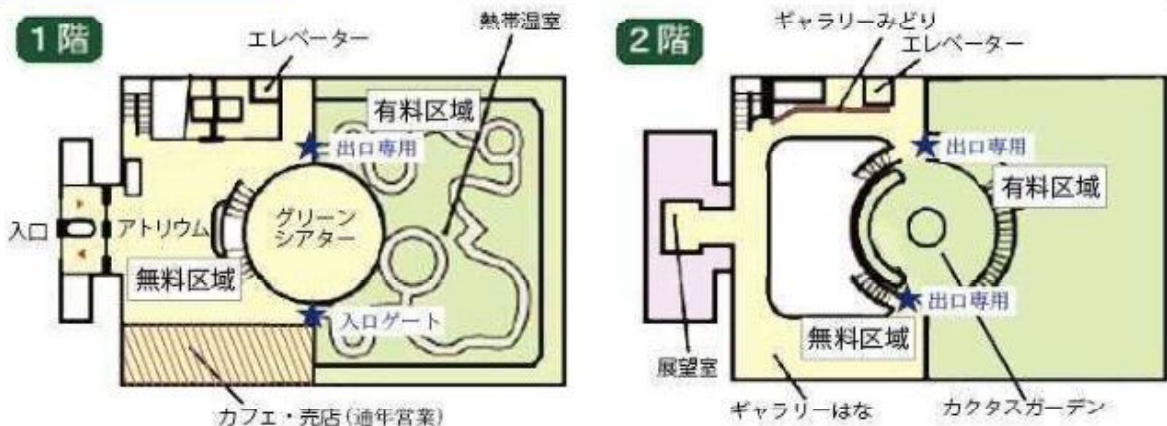 1階
エレベーター
熱帯温室
有料区域
出口専用
入口
アトリウム
グリーン
シアター
無料区域
入口ゲート
カフェ・売店(通年営業)
2階
ギャラリーみどり
エレベーター
出口専用
有料区域
出口専用
無料区域
展望室
ギャラリーはな
カクタスガーデン